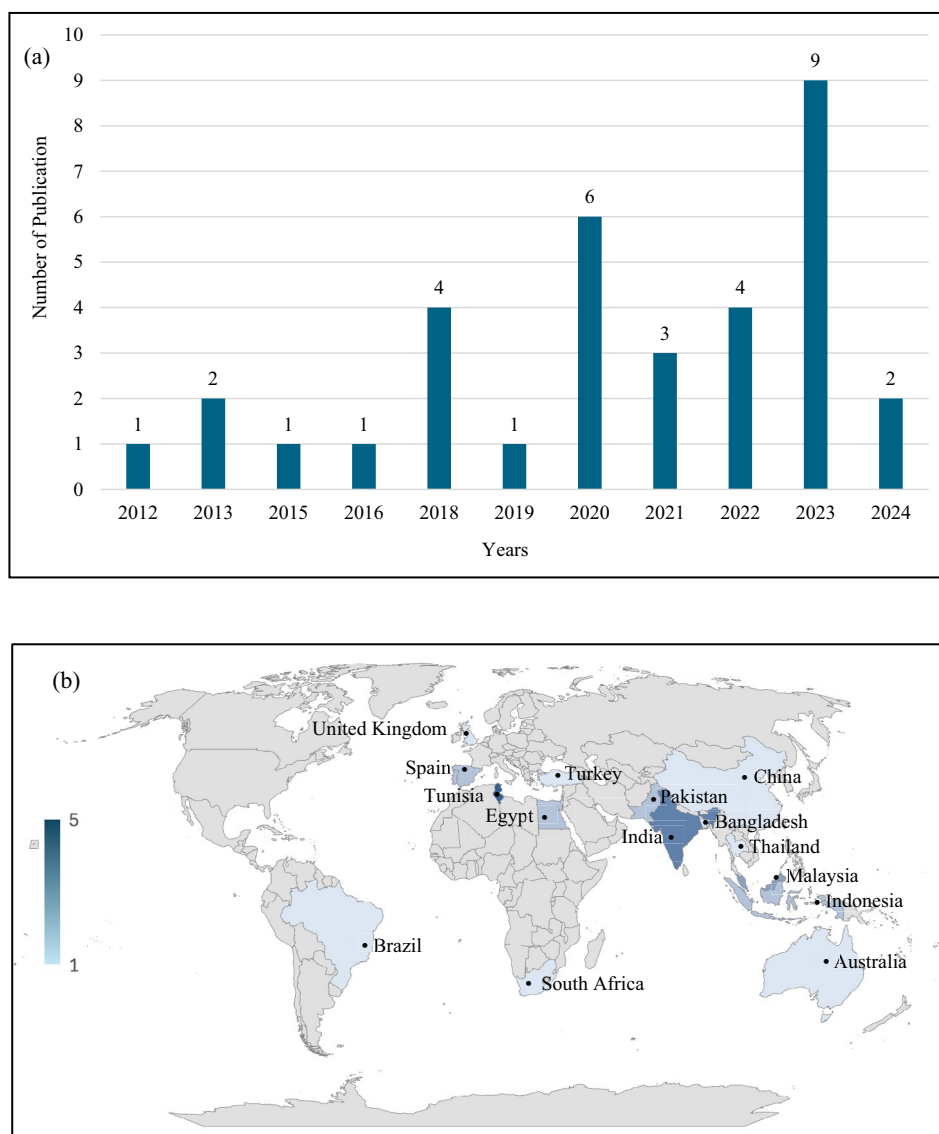 (a)
10
9
8
7
6
5
4
3
2
1
0
Number of Publication
1
2
1
1
4
1
6
3
4
9
2
2012 2013 2015 2016 2018 2019 2020 2021 2022 2023 2024
Years
(b)
United Kingdom
Spain
Turkey
China
Tunisia
Pakistan
Egypt
Bangladesh
India
Thailand
5
Malaysia
Indonesia
Brazil
Australia
1
South Africa